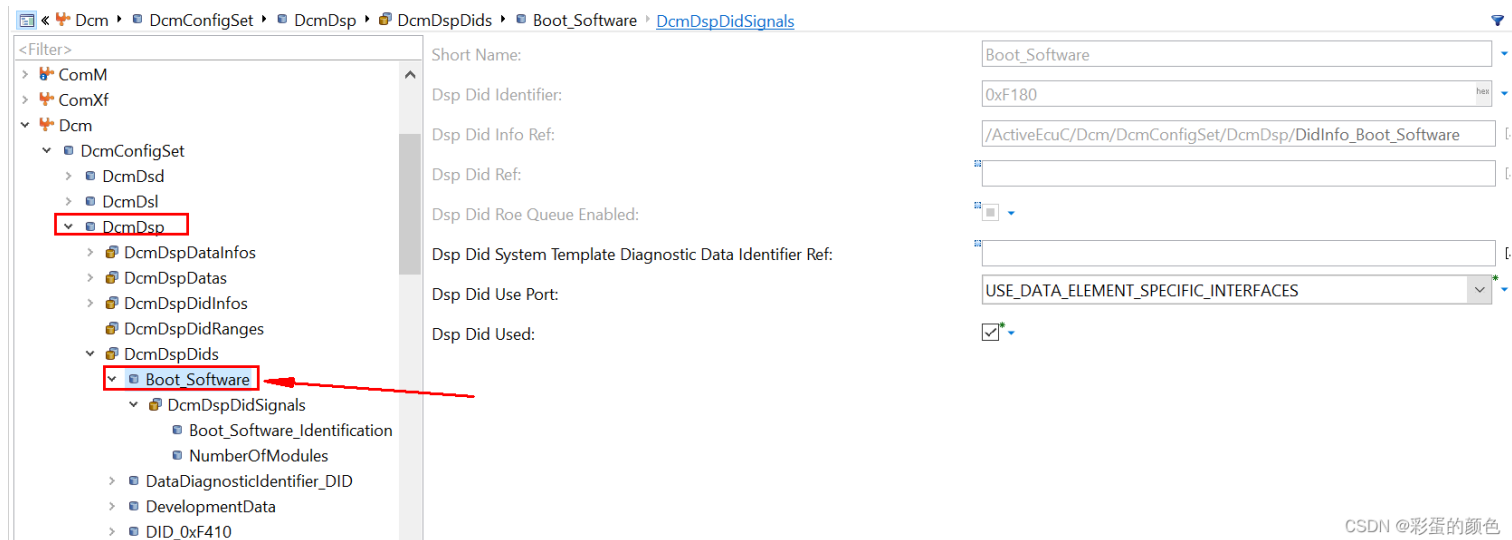 « Dcm DcmConfigSet DcmDsp DcmDspDids Boot_Software DcmDspDidSignals
<Filter>
ComM
ComXf
Dcm
DcmConfigSet
DcmDsd
DcmDsl
DcmDsp
DcmDspDataInfos
DcmDspDatas
DcmDspDidInfos
DcmDspDidRanges
DcmDspDids
Boot_Software
DcmDspDidSignals
Boot_Software_Identification
NumberOfModules
DataDiagnosticIdentifier_DID
DevelopmentData
DID_0xF410
Short Name: Boot_Software
Dsp Did Identifier: 0xF180 hex
Dsp Did Info Ref: /ActiveEcuC/Dcm/DcmConfigSet/DcmDsp/DidInfo_Boot_Software
Dsp Did Ref:
Dsp Did Roe Queue Enabled:
Dsp Did System Template Diagnostic Data Identifier Ref:
Dsp Did Use Port: USE_DATA_ELEMENT_SPECIFIC_INTERFACES
Dsp Did Used:
CSDN @彩蛋的颜色